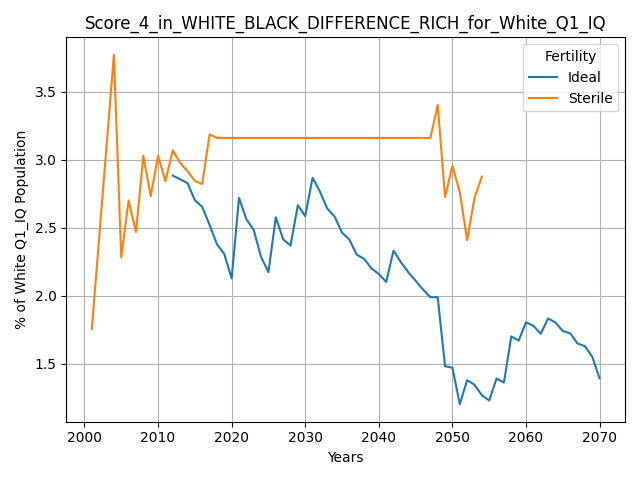 Score_4_in_WHITE_BLACK_DIFFERENCE_RICH_for_White_Q1_IQ
Fertility
Ideal
Sterile
% of White Q1_IQ Population
3.5
3.0
2.5
2.0
1.5
2000 2010 2020 2030 2040 2050 2060 2070
Years